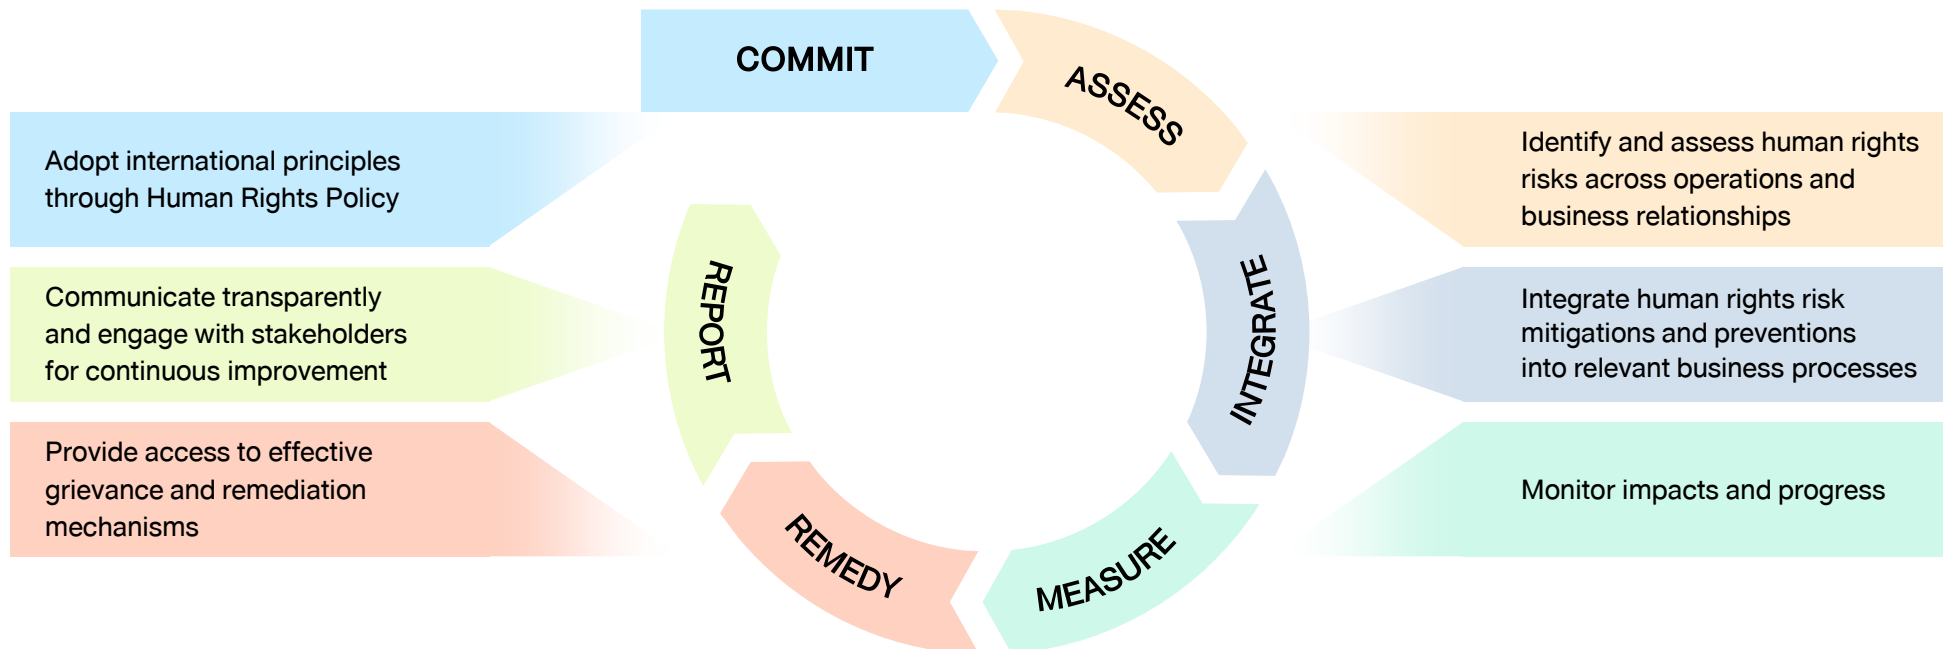 COMMIT
ASSESS
INTEGRATE
MEASURE
REMEDY
REPORT
Adopt international principles
through Human Rights Policy
Communicate transparently
and engage with stakeholders
for continuous improvement
Provide access to effective
grievance and remediation
mechanisms
Identify and assess human rights
risks across operations and
business relationships
Integrate human rights risk
mitigations and preventions
into relevant business processes
Monitor impacts and progress